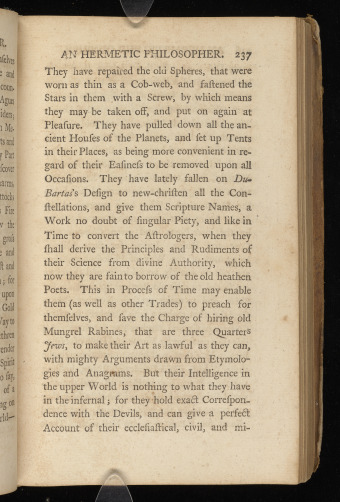 AN HERMETIC PHILOSOPHER. 237
They have repaired the old Spheres, that were
worn as thin as a Cob-web, and faſtened the
Stars in them with a Screw, by which means
they may be taken off, and put on again at
Pleaſure. They have pulled down all the an-
cient Houſes of the Planets, and ſet up Tents
in their Places, as being more convenient in re-
gard of their Eaſineſs to be removed upon all
Occaſions. They have lately fallen on Du-
Bartas's Deſign to new-chriſten all the Con-
ſtellations, and give them Scripture Names, a
Work no doubt of ſingular Piety, and like in
Time to convert the Aſtrologers, when they
ſhall derive the Principles and Rudiments of
their Science from divine Authority, which
now they are fain to borrow of the old heathen
Poets. This in Proceſs of Time may enable
them (as well as other Trades) to preach for
themſelves, and ſave the Charge of hiring old
Mungrel Rabines, that are three Quarters
Jews, to make their Art as lawful as they can,
with mighty Arguments drawn from Etymolo-
gies and Anagrams. But their Intelligence in
the upper World is nothing to what they have
in the infernal; for they hold exact Correſpon-
dence with the Devils, and can give a perfect
Account of their eccleſiaſtical, civil, and mi-